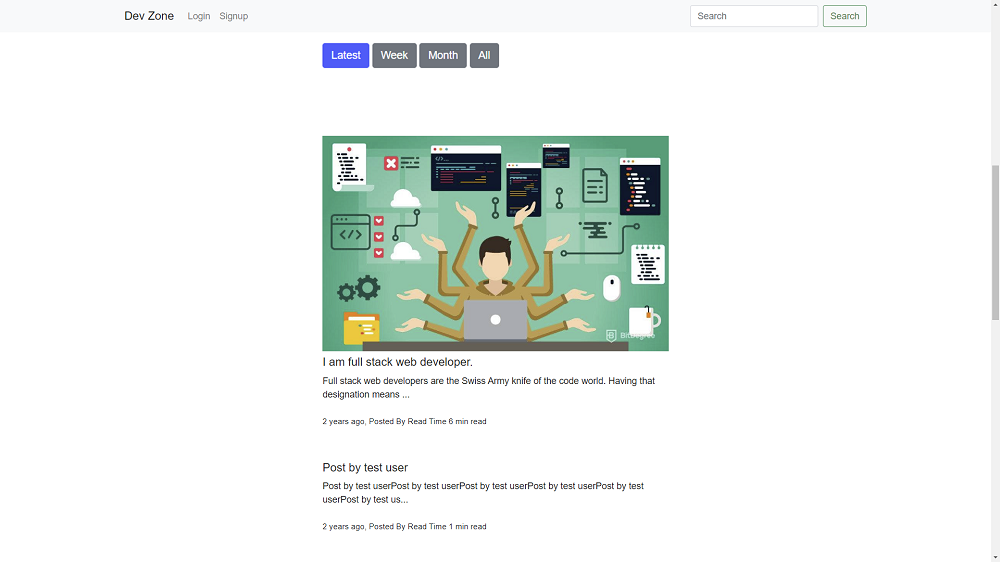 Dev Zone Login Signup Search Search
Latest Week Month All
</>
BitDegree
I am full stack web developer.
Full stack web developers are the Swiss Army knife of the code world. Having that
designation means ...
2 years ago, Posted By Read Time 6 min read
Post by test user
Post by test userPost by test userPost by test userPost by test userPost by test
userPost by test us...
2 years ago, Posted By Read Time 1 min read